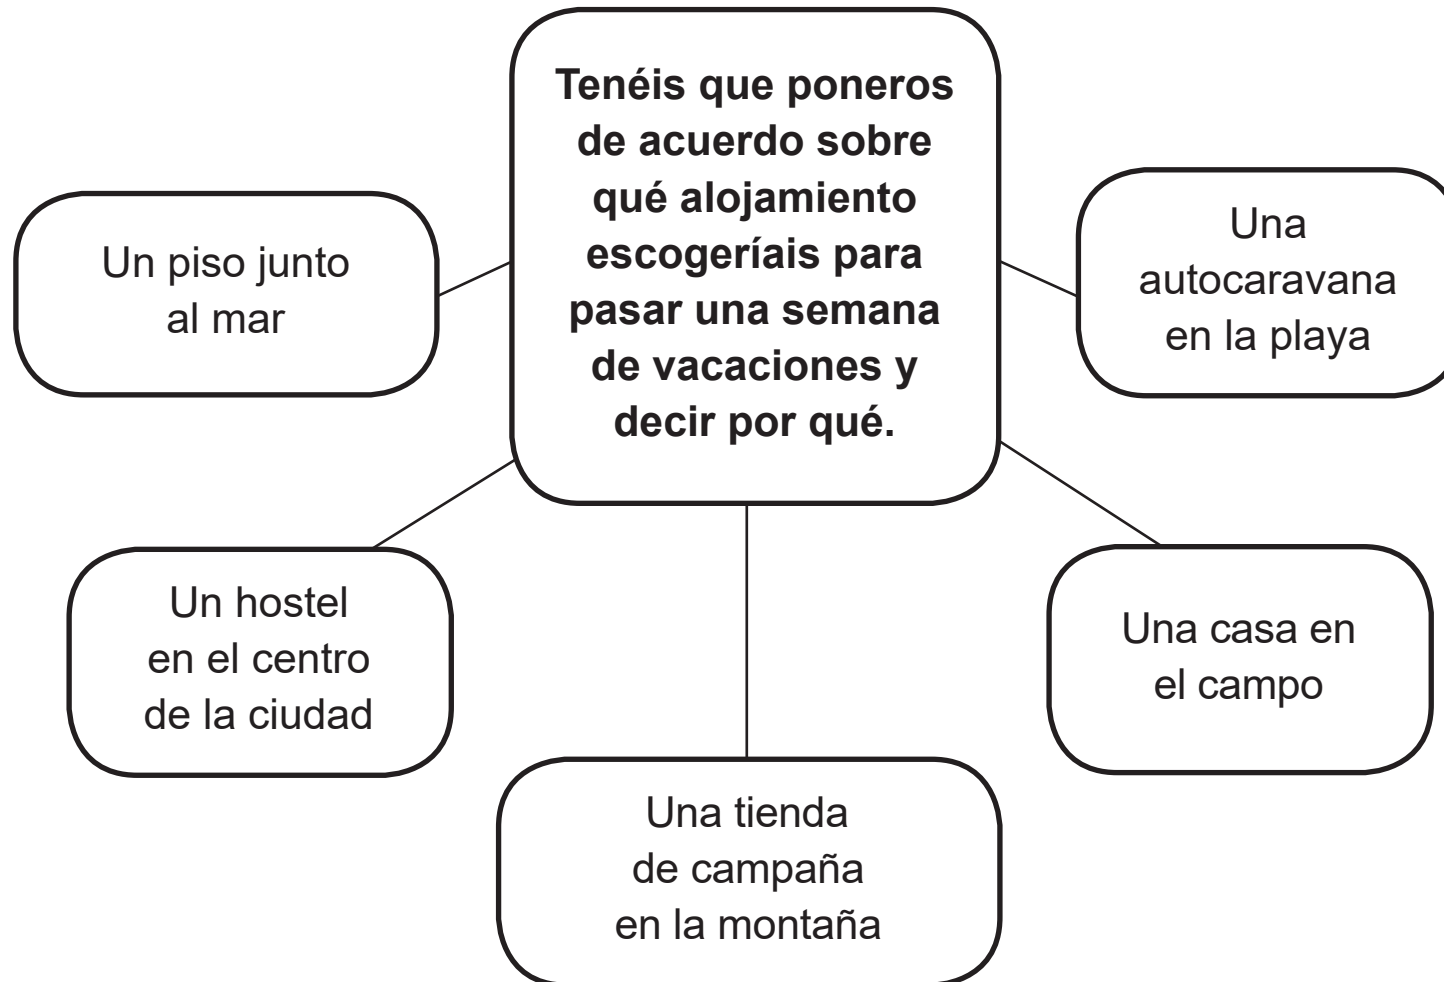 Tenéis que poneros
de acuerdo sobre
qué alojamiento
escogeríais para
pasar una semana
de vacaciones y
decir por qué.
Un piso junto
al mar
Una
autocaravana
en la playa
Un hostel
en el centro
de la ciudad
Una casa en
el campo
Una tienda
de campaña
en la montaña